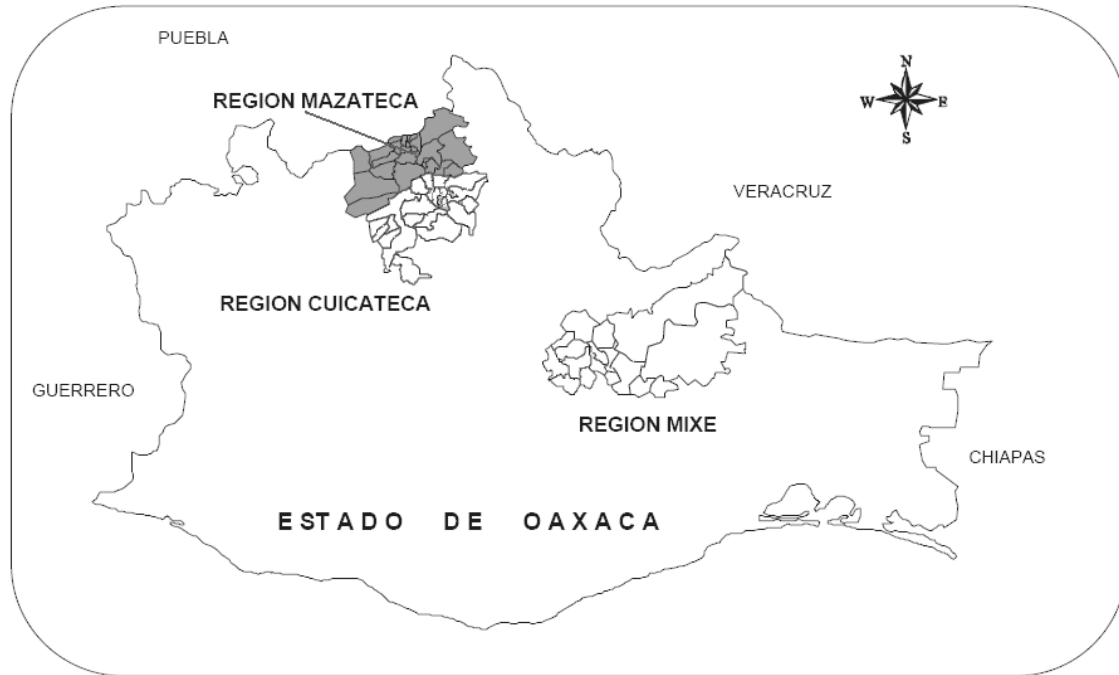 PUEBLA
N
REGION MAZATECA
W E
S
VERACRUZ
REGION CUICATECA
GUERRERO
REGION MIXE
CHIAPAS
ESTADO DE OAXACA